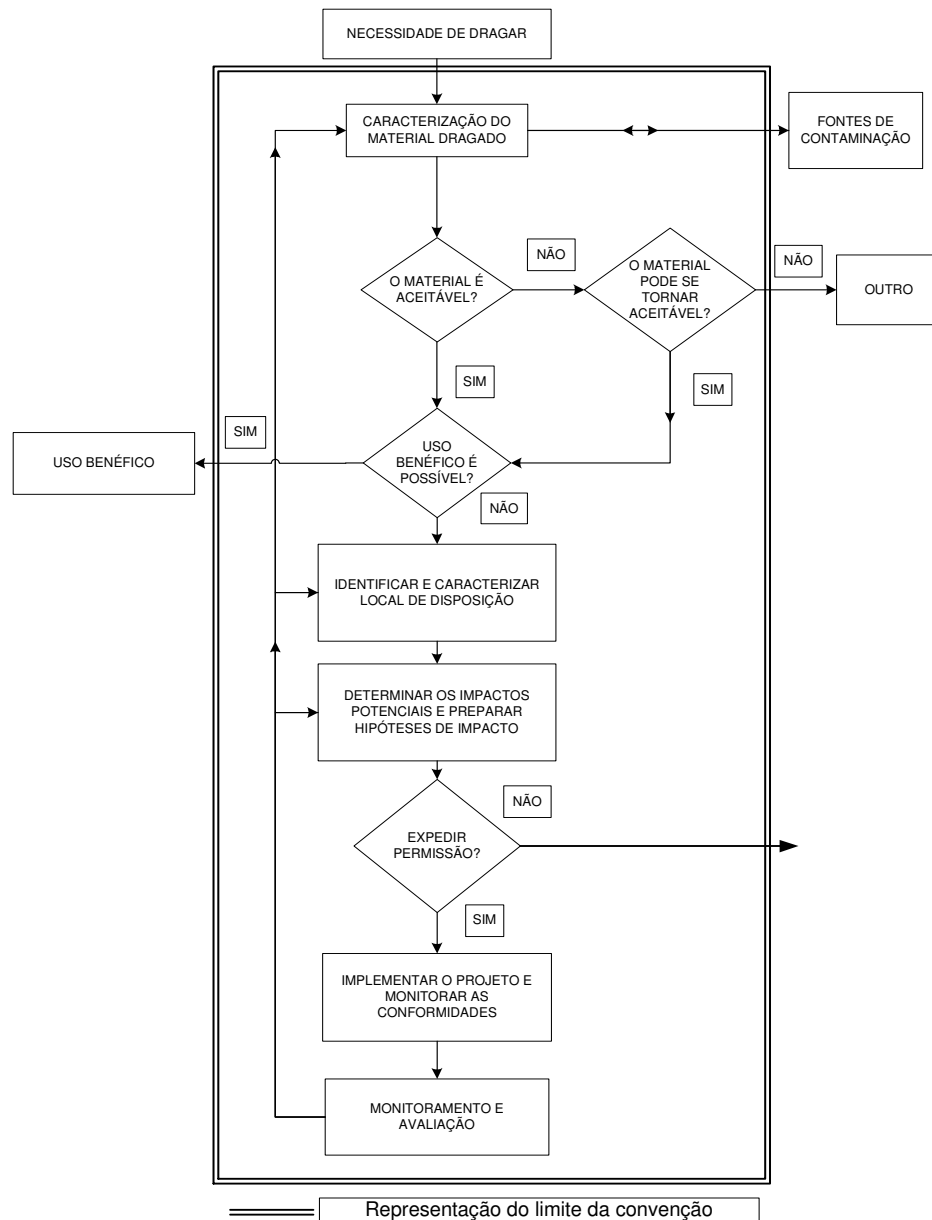 NECESSIDADE DE DRAGAR
CARACTERIZAÇÃO DO
MATERIAL DRAGADO
FONTES DE
CONTAMINAÇÃO
O MATERIAL É
ACEITÁVEL?
NÃO
O MATERIAL
PODE SE
TORNAR
ACEITÁVEL?
NÃO
OUTRO
SIM
SIM
USO BENÉFICO
SIM
USO
BENÉFICO É
POSSÍVEL?
NÃO
IDENTIFICAR E CARACTERIZAR
LOCAL DE DISPOSIÇÃO
DETERMINAR OS IMPACTOS
POTENCIAIS E PREPARAR
HIPÓTESES DE IMPACTO
NÃO
EXPEDIR
PERMISSÃO?
SIM
IMPLEMENTAR O PROJETO E
MONITORAR AS
CONFORMIDADES
MONITORAMENTO E
AVALIAÇÃO
Representação do limite da convenção